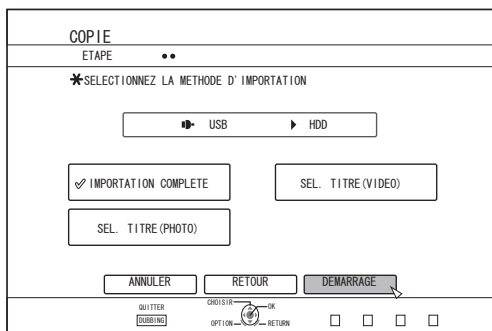 COPIE
ETAPE
SELECTIONNEZ LA METHODE D'IMPORTATION
USB HDD
IMPORTATION COMPLETE SEL. TITRE(VIDEO)
SEL. TITRE(PHOTO)
ANNULER RETOUR DEMARRAGE
QUITTER CHOISIR OK
DUBBING OPTION RETURN